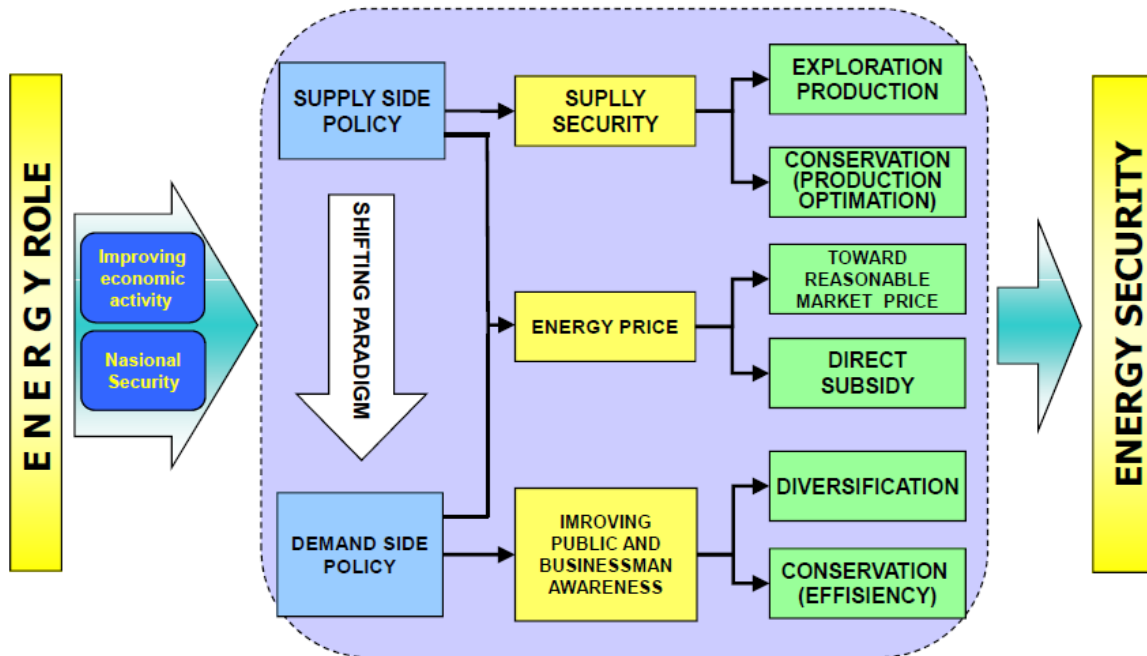 ENERGY ROLE
Improving
economic
activity
Nasional
Security
SUPPLY SIDE
POLICY
SHIFTING PARADIGM
DEMAND SIDE
POLICY
SUPLLY
SECURITY
ENERGY PRICE
IMROVING
PUBLIC AND
BUSINESSMAN
AWARENESS
EXPLORATION
PRODUCTION
CONSERVATION
(PRODUCTION
OPTIMATION)
TOWARD
REASONABLE
MARKET PRICE
DIRECT
SUBSIDY
DIVERSIFICATION
CONSERVATION
(EFFISIENCY)
ENERGY SECURITY